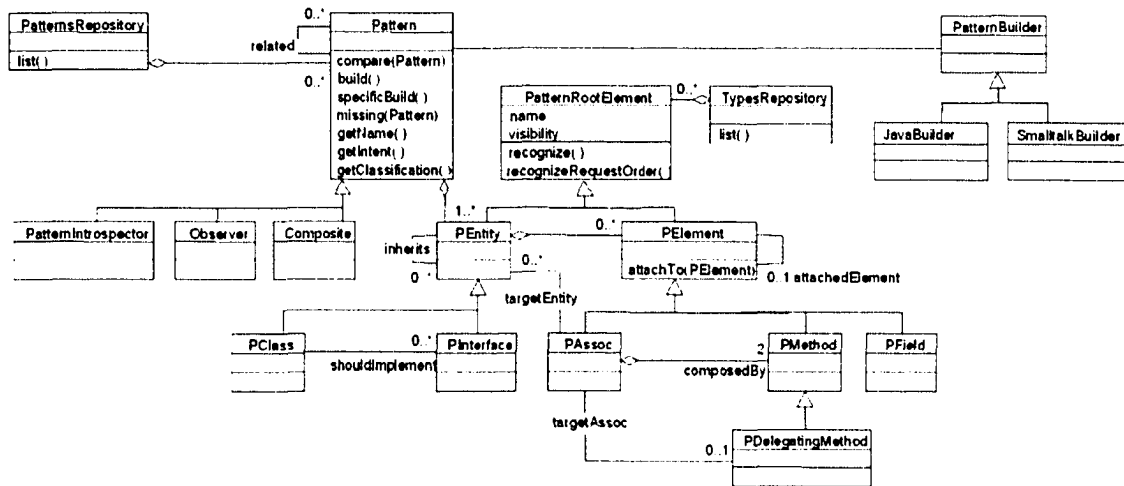 PatternsRepository
list( )
0..*
related
0..*
Pattern
compare(Pattern)
build( )
specificBuild( )
missing(Pattern)
getName( )
getIntent( )
getClassification( )
PatternBuilder
JavaBuilder
SmalltalkBuilder
PatternRootElement
name
visibility
recognize( )
recognizeRequestOrder(
0..*
TypesRepository
list( )
PatternIntrospector
Observer
Composite
1..*
PEntity
inherits
0..*
0..*
0..*
PElement
attachTo(PElement)
0..1 attachedElement
targetEntity
PClass
0..*
shouldImplement
PInterface
PAssoc
2
composedBy
PMethod
PField
targetAssoc
0..1
PDelegatingMethod